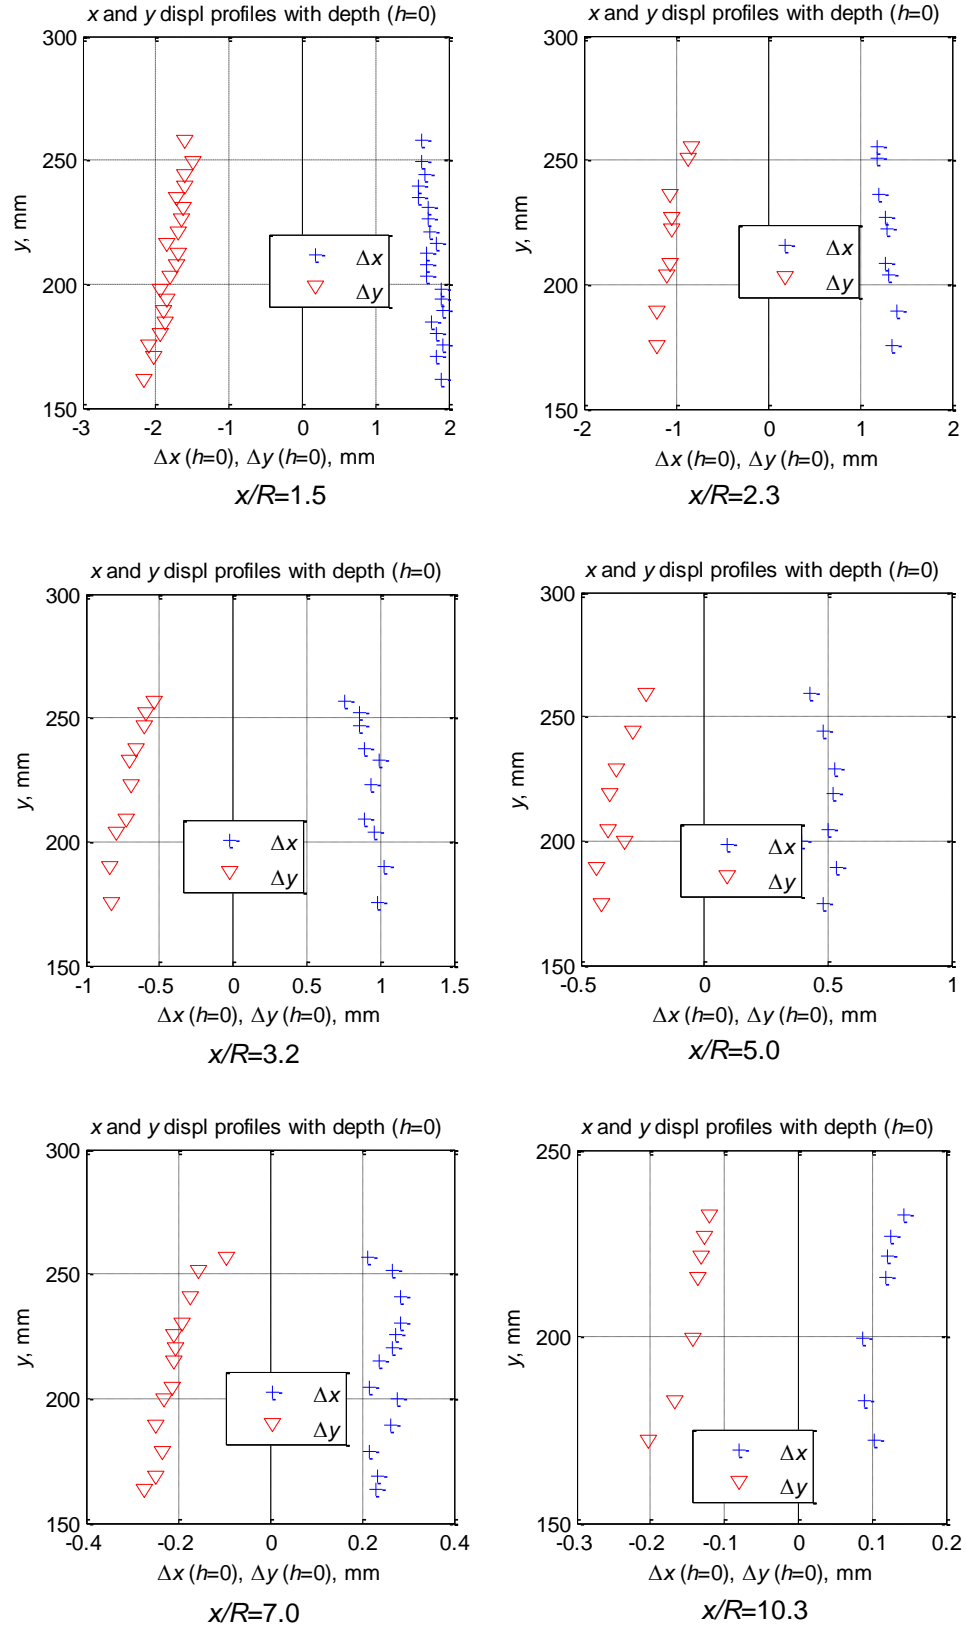 x and y displ profiles with depth (h=0)
300
250
200
150
y, mm
Δx
Δy
-3 -2 -1 0 1 2
Δx (h=0), Δy (h=0), mm
x/R=1.5
x and y displ profiles with depth (h=0)
300
250
200
150
y, mm
Δx
Δy
-2 -1 0 1 2
Δx (h=0), Δy (h=0), mm
x/R=2.3
x and y displ profiles with depth (h=0)
300
250
200
150
y, mm
Δx
Δy
-1 -0.5 0 0.5 1 1.5
Δx (h=0), Δy (h=0), mm
x/R=3.2
x and y displ profiles with depth (h=0)
300
250
200
150
y, mm
Δx
Δy
-0.5 0 0.5 1
Δx (h=0), Δy (h=0), mm
x/R=5.0
x and y displ profiles with depth (h=0)
300
250
200
150
y, mm
Δx
Δy
-0.4 -0.2 0 0.2 0.4
Δx (h=0), Δy (h=0), mm
x/R=7.0
x and y displ profiles with depth (h=0)
250
200
150
y, mm
Δx
Δy
-0.3 -0.2 -0.1 0 0.1 0.2
Δx (h=0), Δy (h=0), mm
x/R=10.3